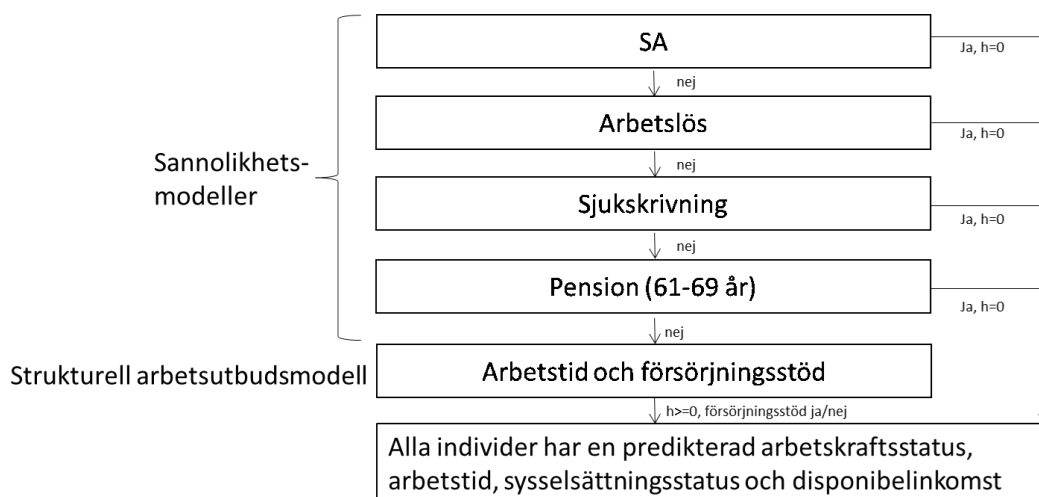 SA
Ja, h=0
nej
Arbetslös
Ja, h=0
nej
Sannolikhets-
modeller
Sjukskrivning
Ja, h=0
nej
Pension (61-69 år)
Ja, h=0
nej
Strukturell arbetsutbudsmodell
Arbetstid och försörjningsstöd
h>=0, försörjningsstöd ja/nej
Alla individer har en predikterad arbetskraftsstatus,
arbetstid, sysselsättningsstatus och disponibelinkomst